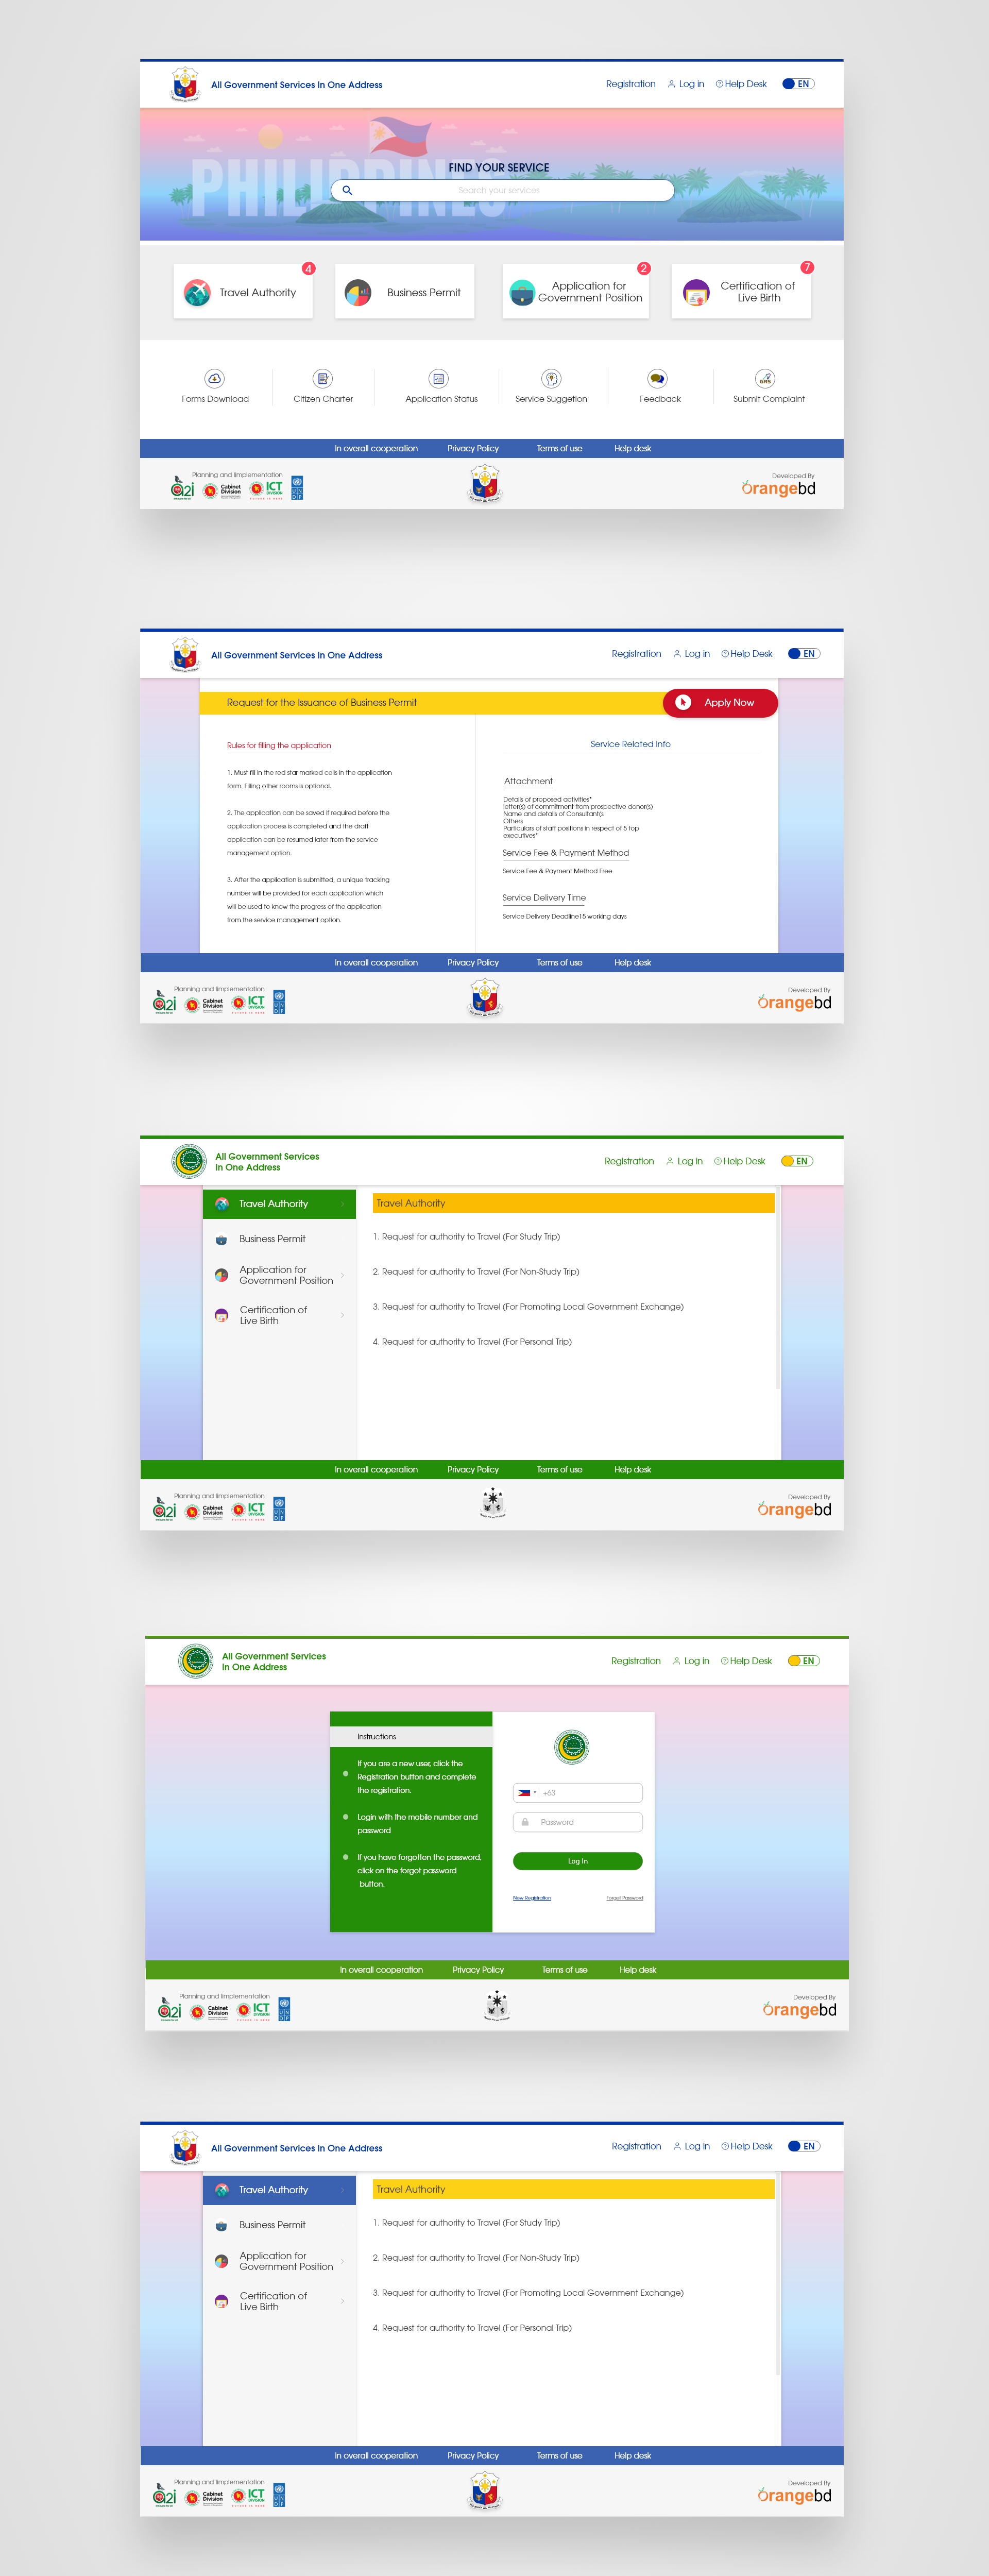 All Government Services In One Address
Registration Log in Help Desk EN
PHILIPPINES
FIND YOUR SERVICE
Search your services
Travel Authority 4
Business Permit
Application for
Government Position 2
Certification of
Live Birth 7
Forms Download Citizen Charter Application Status Service Suggetion Feedback Submit Complaint
GRS
In overall cooperation Privacy Policy Terms of use Help desk
Planning and Iimplementation
a2i Cabinet Division ICT DIVISION
Developed By
orangebd
All Government Services In One Address
Registration Log in Help Desk EN
Request for the Issuance of Business Permit
Apply Now
Rules for filling the application
1. Must fill in the red star marked cells in the application
form. Filling other rooms is optional.
2. The application can be saved if required before the
application process is completed and the draft
application can be resumed later from the service
management option.
3. After the application is submitted, a unique tracking
number will be provided for each application which
will be used to know the progress of the application
from the service management option.
Service Related Info
Attachment
Details of proposed activities*
letter(s) of commitment from prospective donor(s)
Name and details of Consultant(s
Others
Particulars of staff positions in respect of 5 top
executives*
Service Fee & Payment Method
Service Fee & Payment Method Free
Service Delivery Time
Service Delivery Deadline15 working days
In overall cooperation Privacy Policy Terms of use Help desk
Planning and Iimplementation
a2i Cabinet Division ICT DIVISION
Developed By
orangebd
All Government Services
In One Address
Registration Log in Help Desk EN
Travel Authority
Business Permit
Application for
Government Position
Certification of
Live Birth
Travel Authority
1. Request for authority to Travel (For Study Trip)
2. Request for authority to Travel (For Non-Study Trip)
3. Request for authority to Travel (For Promoting Local Government Exchange)
4. Request for authority to Travel (For Personal Trip)
In overall cooperation Privacy Policy Terms of use Help desk
Planning and Iimplementation
a2i Cabinet Division ICT DIVISION
Developed By
orangebd
All Government Services
In One Address
Registration Log in Help Desk EN
Instructions
If you are a new user, click the
Registration button and complete
the registration.
Login with the mobile number and
password
If you have forgotten the password,
click on the forgot password
button.
+63
Password
Log In
New Registration Forget Password
In overall cooperation Privacy Policy Terms of use Help desk
Planning and Iimplementation
a2i Cabinet Division ICT DIVISION
Developed By
orangebd
All Government Services In One Address
Registration Log in Help Desk EN
Travel Authority
Business Permit
Application for
Government Position
Certification of
Live Birth
Travel Authority
1. Request for authority to Travel (For Study Trip)
2. Request for authority to Travel (For Non-Study Trip)
3. Request for authority to Travel (For Promoting Local Government Exchange)
4. Request for authority to Travel (For Personal Trip)
In overall cooperation Privacy Policy Terms of use Help desk
Planning and Iimplementation
a2i Cabinet Division ICT DIVISION
Developed By
orangebd